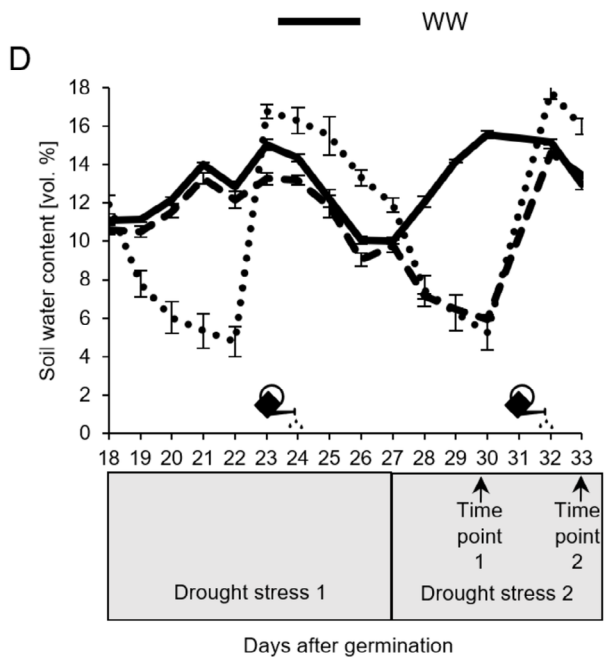 WW
D
Soil water content [vol. %]
18
16
14
12
10
8
6
4
2
0
18 19 20 21 22 23 24 25 26 27 28 29 30 31 32 33
Time point 1
Time point 2
Drought stress 1
Drought stress 2
Days after germination